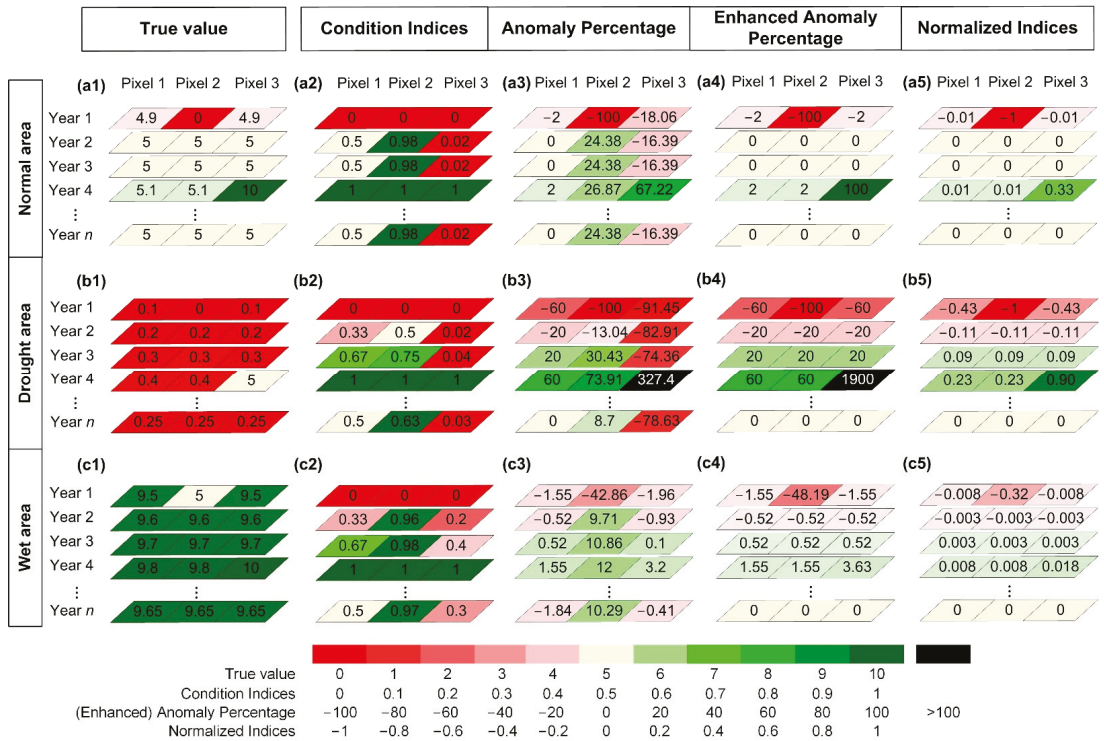 True value Condition Indices Anomaly Percentage Enhanced Anomaly Percentage Normalized Indices
Normal area
(a1) Pixel 1 Pixel 2 Pixel 3 (a2) Pixel 1 Pixel 2 Pixel 3 (a3) Pixel 1 Pixel 2 Pixel 3 (a4) Pixel 1 Pixel 2 Pixel 3 (a5) Pixel 1 Pixel 2 Pixel 3
Year 1 4.9 0 4.9 0 0 0 −2 −100 −18.06 −2 −100 −2 −0.01 −1 −0.01
Year 2 5 5 5 0.5 0.98 0.02 0 24.38 −16.39 0 0 0 0 0 0
Year 3 5 5 5 0.5 0.98 0.02 0 24.38 −16.39 0 0 0 0 0 0
Year 4 5.1 5.1 10 1 1 1 2 26.87 67.22 2 2 100 0.01 0.01 0.33
⋮ ⋮ ⋮ ⋮ ⋮ ⋮
Year n 5 5 5 0.5 0.98 0.02 0 24.38 −16.39 0 0 0 0 0 0
Drought area
(b1) (b2) (b3) (b4) (b5)
Year 1 0.1 0 0.1 0 0 0 −60 −100 −91.45 −60 −100 −60 −0.43 −1 −0.43
Year 2 0.2 0.2 0.2 0.33 0.5 0.02 −20 −13.04 −82.91 −20 −20 −20 −0.11 −0.11 −0.11
Year 3 0.3 0.3 0.3 0.67 0.75 0.04 20 30.43 −74.36 20 20 20 0.09 0.09 0.09
Year 4 0.4 0.4 5 1 1 1 60 73.91 327.4 60 60 1900 0.23 0.23 0.90
⋮ ⋮ ⋮ ⋮ ⋮ ⋮
Year n 0.25 0.25 0.25 0.5 0.63 0.03 0 8.7 −78.63 0 0 0 0 0 0
Wet area
(c1) (c2) (c3) (c4) (c5)
Year 1 9.5 5 9.5 0 0 0 −1.55 −42.86 −1.96 −1.55 −48.19 −1.55 −0.008 −0.32 −0.008
Year 2 9.6 9.6 9.6 0.33 0.96 0.2 −0.52 9.71 −0.93 −0.52 −0.52 −0.52 −0.003 −0.003 −0.003
Year 3 9.7 9.7 9.7 0.67 0.98 0.4 0.52 10.86 0.1 0.52 0.52 0.52 0.003 0.003 0.003
Year 4 9.8 9.8 10 1 1 1 1.55 12 3.2 1.55 1.55 3.63 0.008 0.008 0.018
⋮ ⋮ ⋮ ⋮ ⋮ ⋮
Year n 9.65 9.65 9.65 0.5 0.97 0.3 −1.84 10.29 −0.41 0 0 0 0 0 0
True value 0 1 2 3 4 5 6 7 8 9 10
Condition Indices 0 0.1 0.2 0.3 0.4 0.5 0.6 0.7 0.8 0.9 1
(Enhanced) Anomaly Percentage −100 −80 −60 −40 −20 0 20 40 60 80 100 >100
Normalized Indices −1 −0.8 −0.6 −0.4 −0.2 0 0.2 0.4 0.6 0.8 1